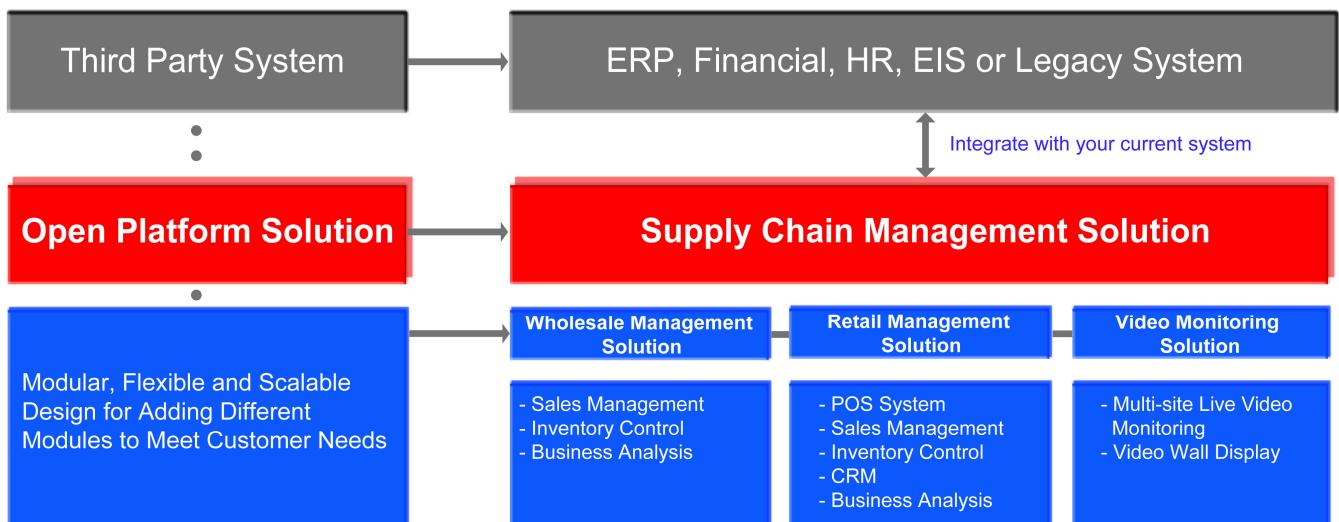 Third Party System
ERP, Financial, HR, EIS or Legacy System
Integrate with your current system
Open Platform Solution
Supply Chain Management Solution
Modular, Flexible and Scalable
Design for Adding Different
Modules to Meet Customer Needs
Wholesale Management
Solution
- Sales Management
- Inventory Control
- Business Analysis
Retail Management
Solution
- POS System
- Sales Management
- Inventory Control
- CRM
- Business Analysis
Video Monitoring
Solution
- Multi-site Live Video
Monitoring
- Video Wall Display